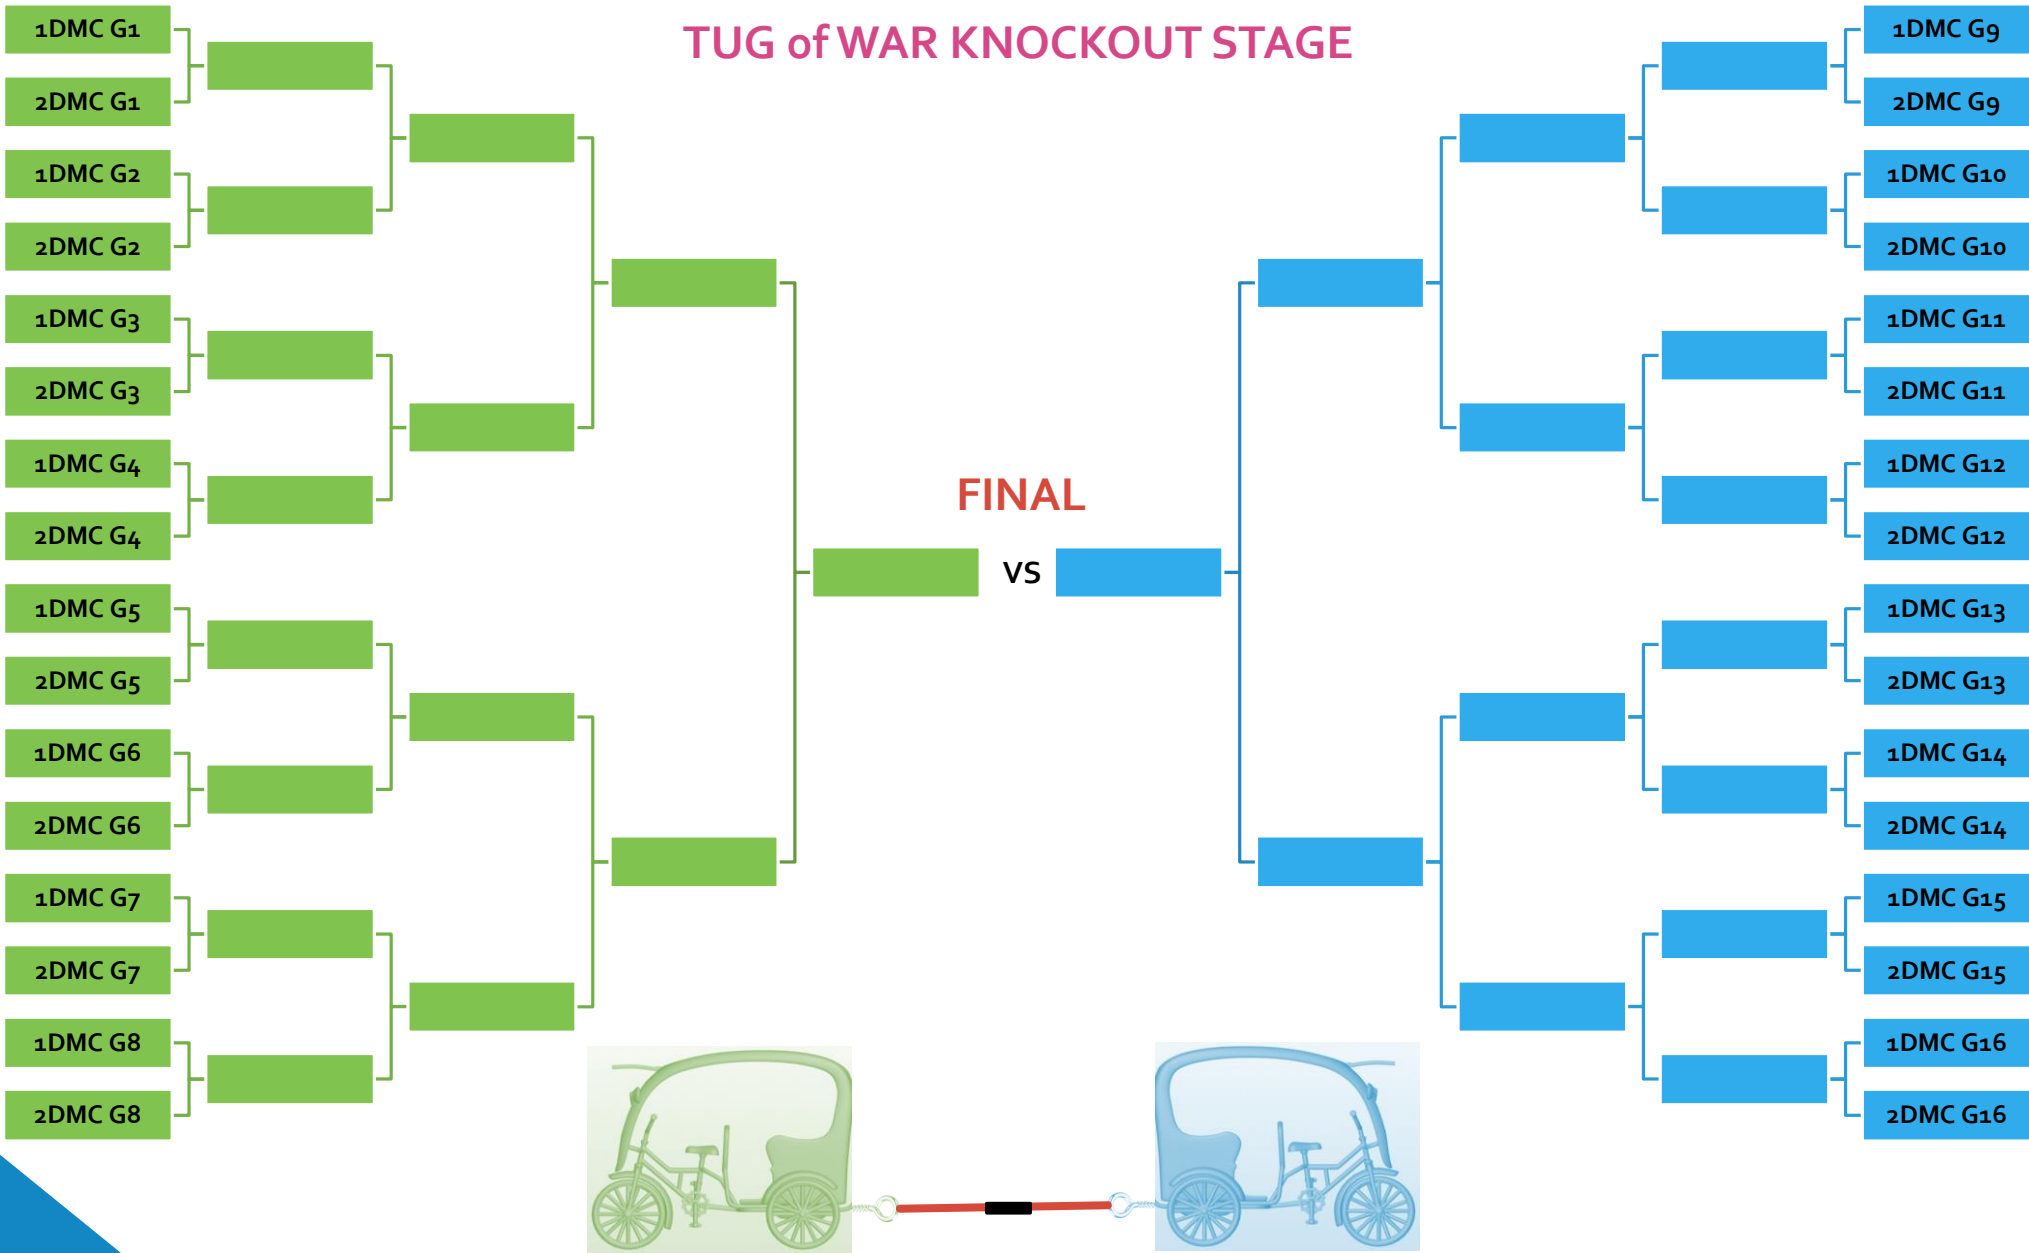 TUG of WAR KNOCKOUT STAGE
1DMC G1
2DMC G1
1DMC G2
2DMC G2
1DMC G3
2DMC G3
1DMC G4
2DMC G4
1DMC G5
2DMC G5
1DMC G6
2DMC G6
1DMC G7
2DMC G7
1DMC G8
2DMC G8
FINAL
VS
1DMC G9
2DMC G9
1DMC G10
2DMC G10
1DMC G11
2DMC G11
1DMC G12
2DMC G12
1DMC G13
2DMC G13
1DMC G14
2DMC G14
1DMC G15
2DMC G15
1DMC G16
2DMC G16